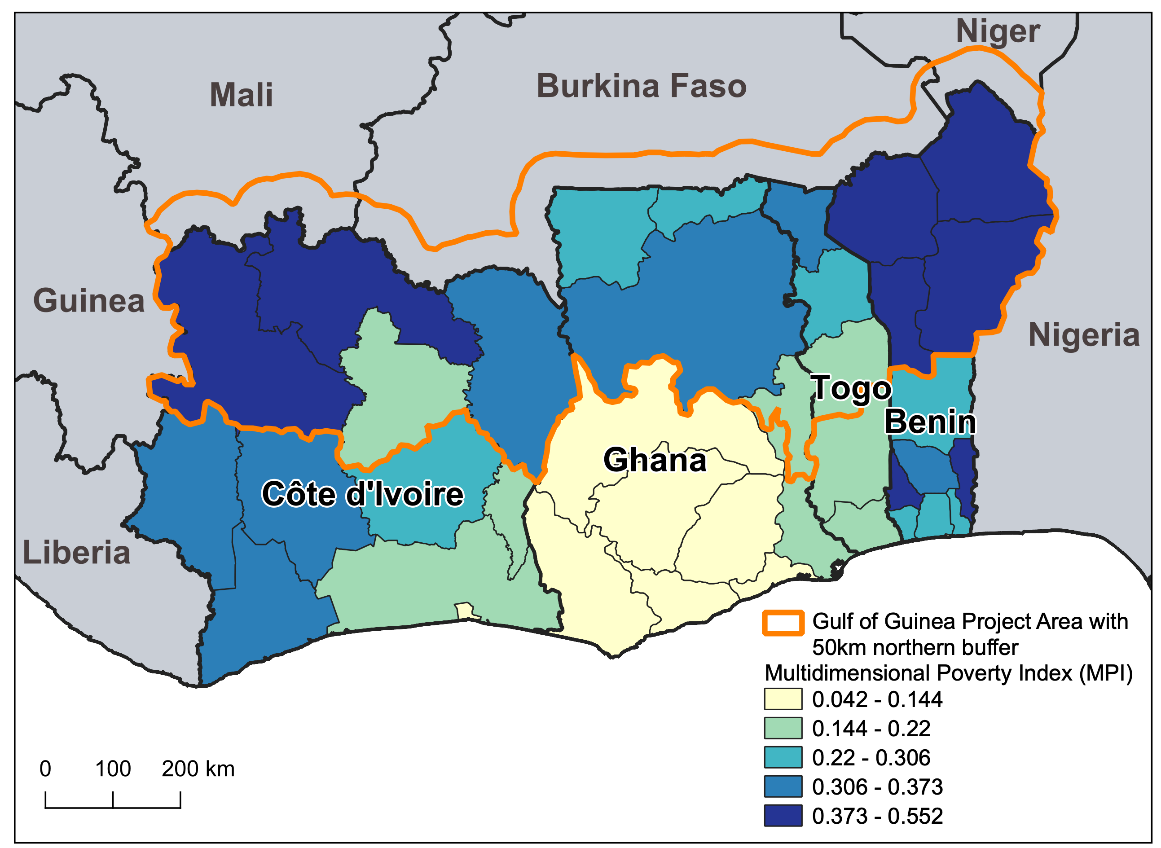 Niger
Mali
Burkina Faso
Guinea
Nigeria
Togo
Benin
Ghana
Côte d'Ivoire
Liberia
Gulf of Guinea Project Area with
50km northern buffer
Multidimensional Poverty Index (MPI)
0.042 - 0.144
0.144 - 0.22
0.22 - 0.306
0.306 - 0.373
0.373 - 0.552
0 100 200 km